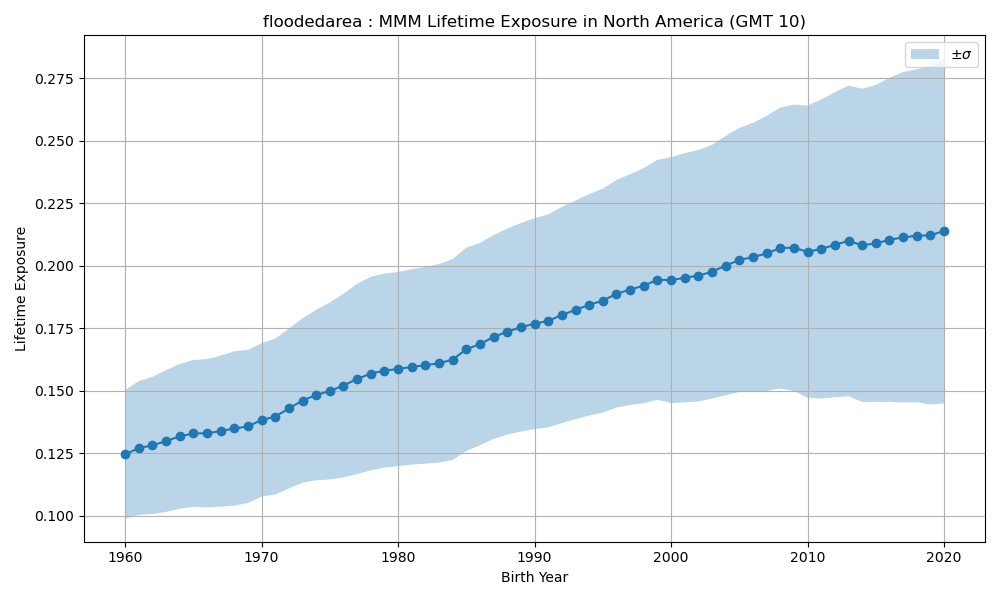 floodedarea : MMM Lifetime Exposure in North America (GMT 10)
±σ
Lifetime Exposure
0.275
0.250
0.225
0.200
0.175
0.150
0.125
0.100
1960 1970 1980 1990 2000 2010 2020
Birth Year